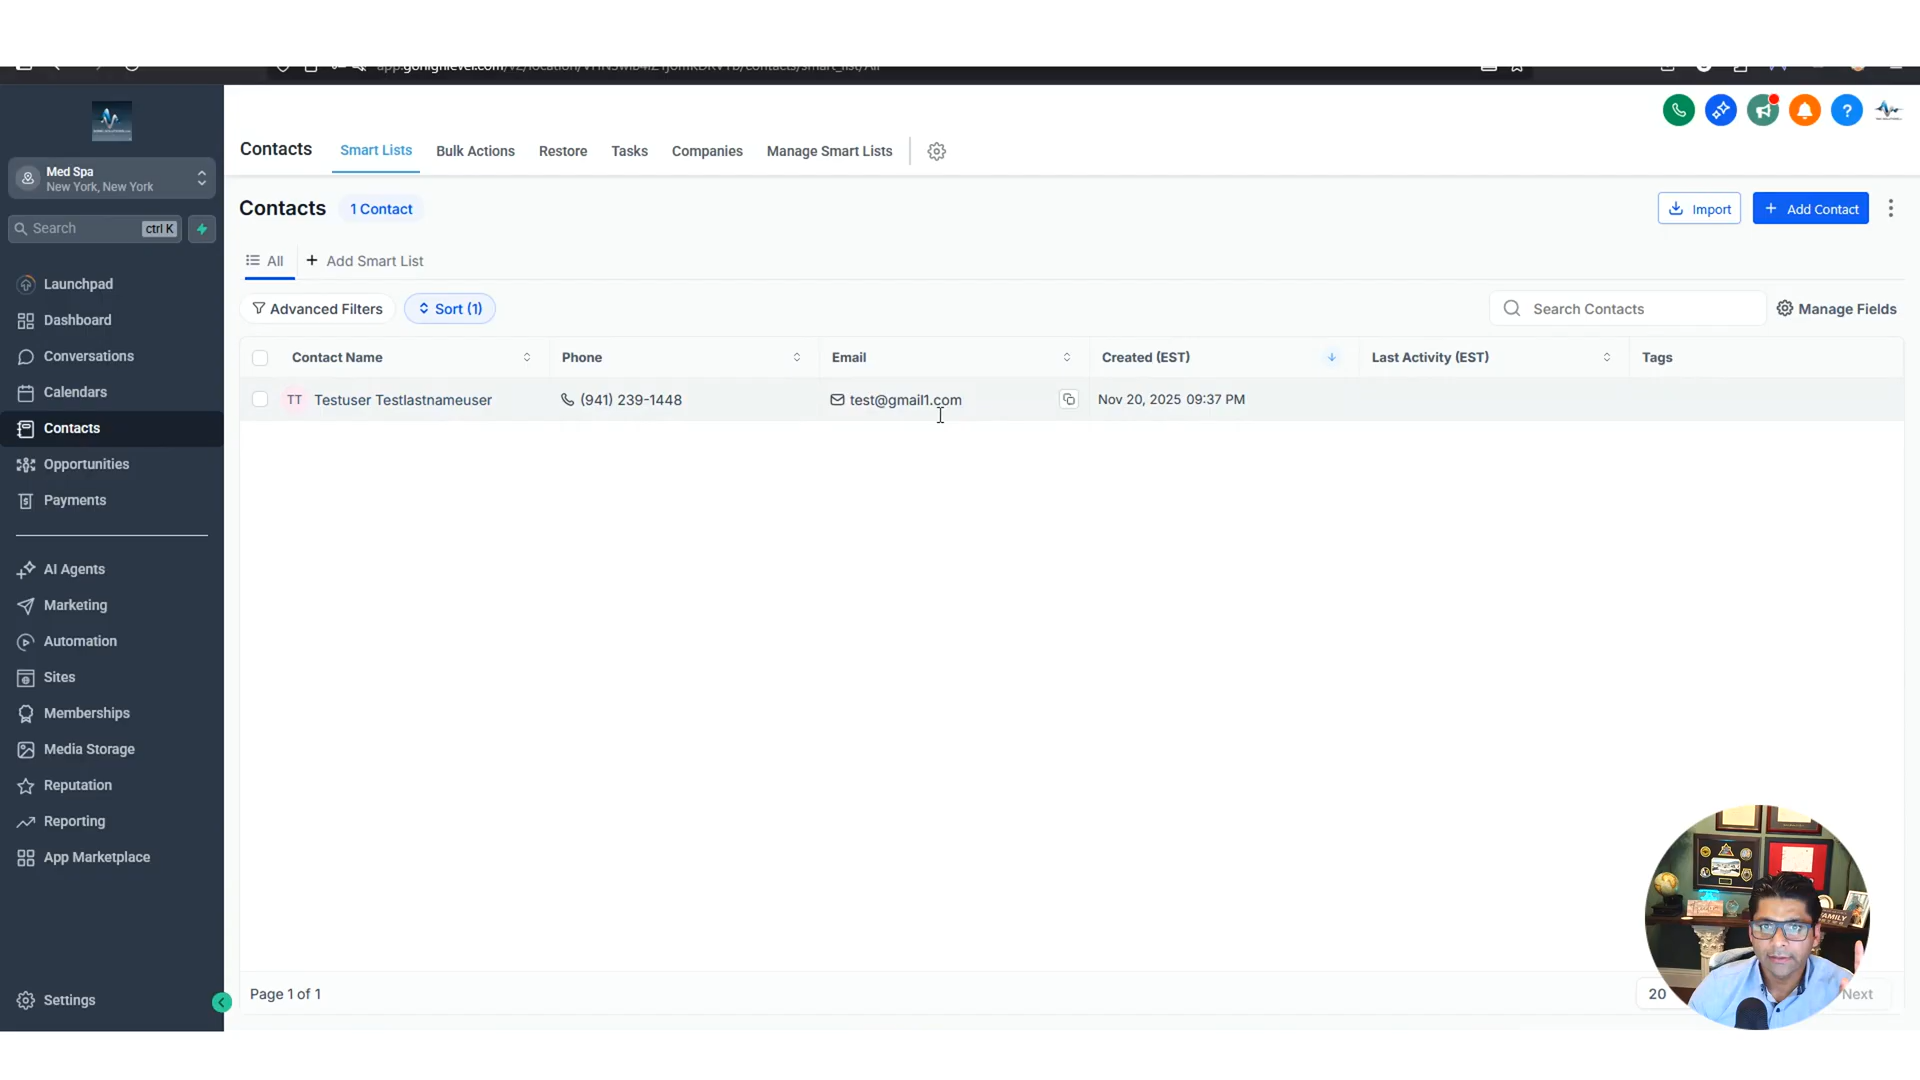 Med Spa
New York, New York
Search
ctrl K
Launchpad
Dashboard
Conversations
Calendars
Contacts
Opportunities
Payments
AI Agents
Marketing
Automation
Sites
Memberships
Media Storage
Reputation
Reporting
App Marketplace
Settings
Contacts
Smart Lists
Bulk Actions
Restore
Tasks
Companies
Manage Smart Lists
Contacts
1 Contact
Import
+ Add Contact
All
+ Add Smart List
Advanced Filters
Sort (1)
Search Contacts
Manage Fields
Contact Name
Phone
Email
Created (EST)
Last Activity (EST)
Tags
TT
Testuser Testlastnameuser
(941) 239-1448
test@gmail1.com
Nov 20, 2025 09:37 PM
Page 1 of 1
20
Next
FAMILY